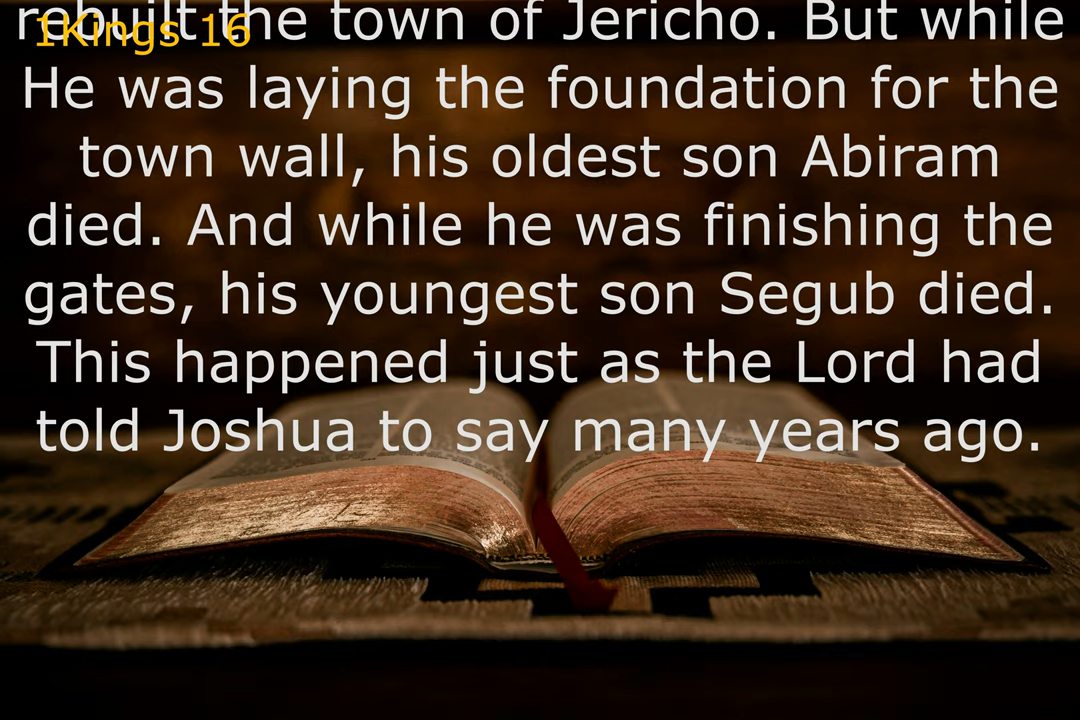 rebuilt the town of Jericho. But while
1Kings 16
He was laying the foundation for the
town wall, his oldest son Abiram
died. And while he was finishing the
gates, his youngest son Segub died.
This happened just as the Lord had
told Joshua to say many years ago.